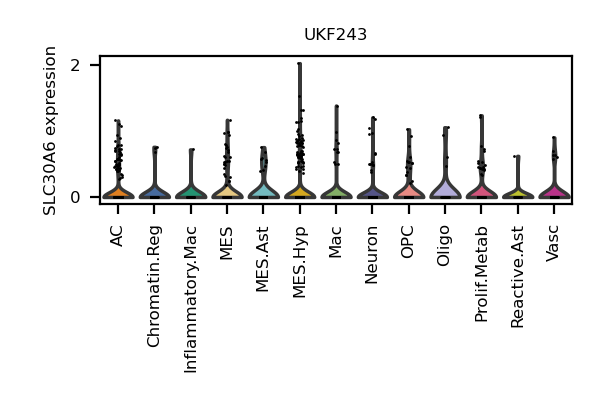 UKF243
SLC30A6 expression
2
0
AC
Chromatin.Reg
Inflammatory.Mac
MES
MES.Ast
MES.Hyp
Mac
Neuron
OPC
Oligo
Prolif.Metab
Reactive.Ast
Vasc